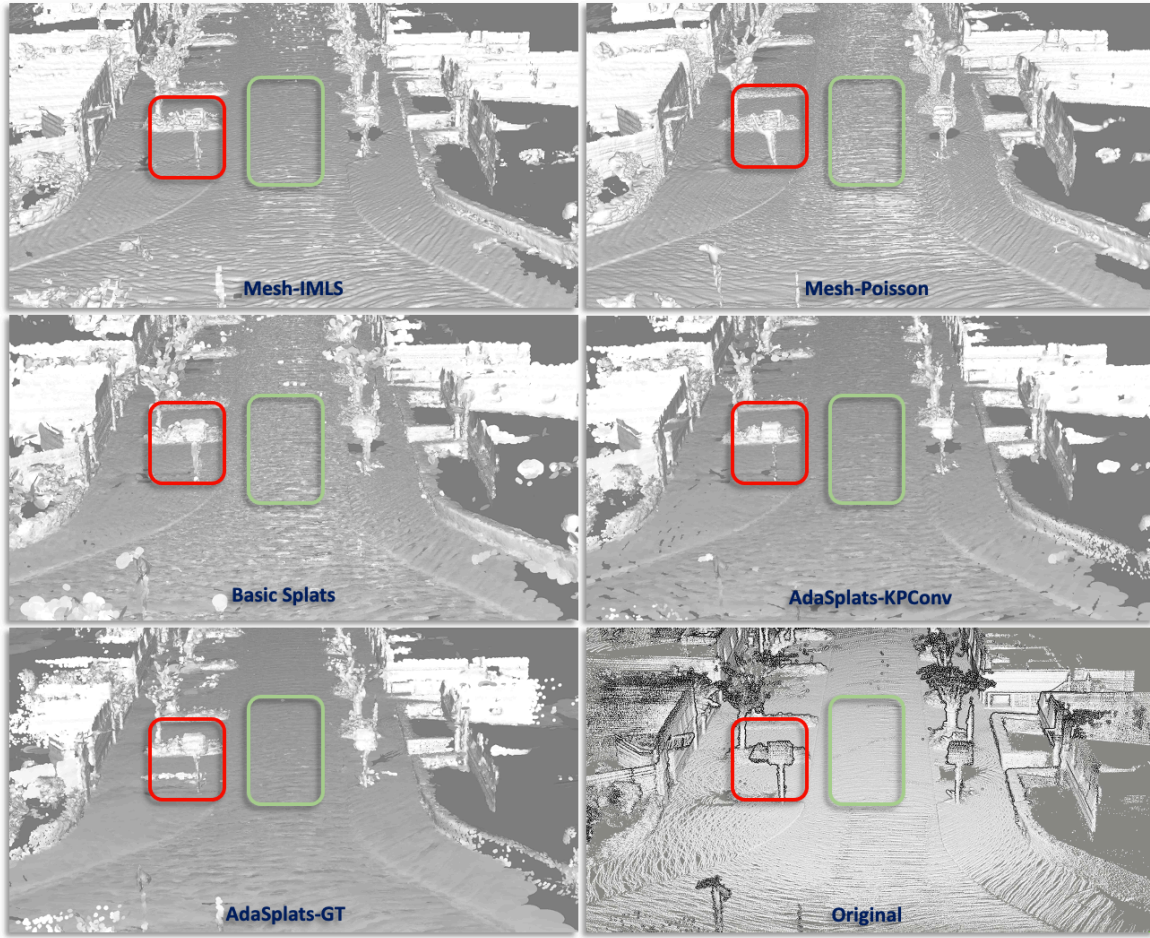 Mesh-IMLS
Mesh-Poisson
Basic Splats
AdaSplats-KPConv
AdaSplats-GT
Original